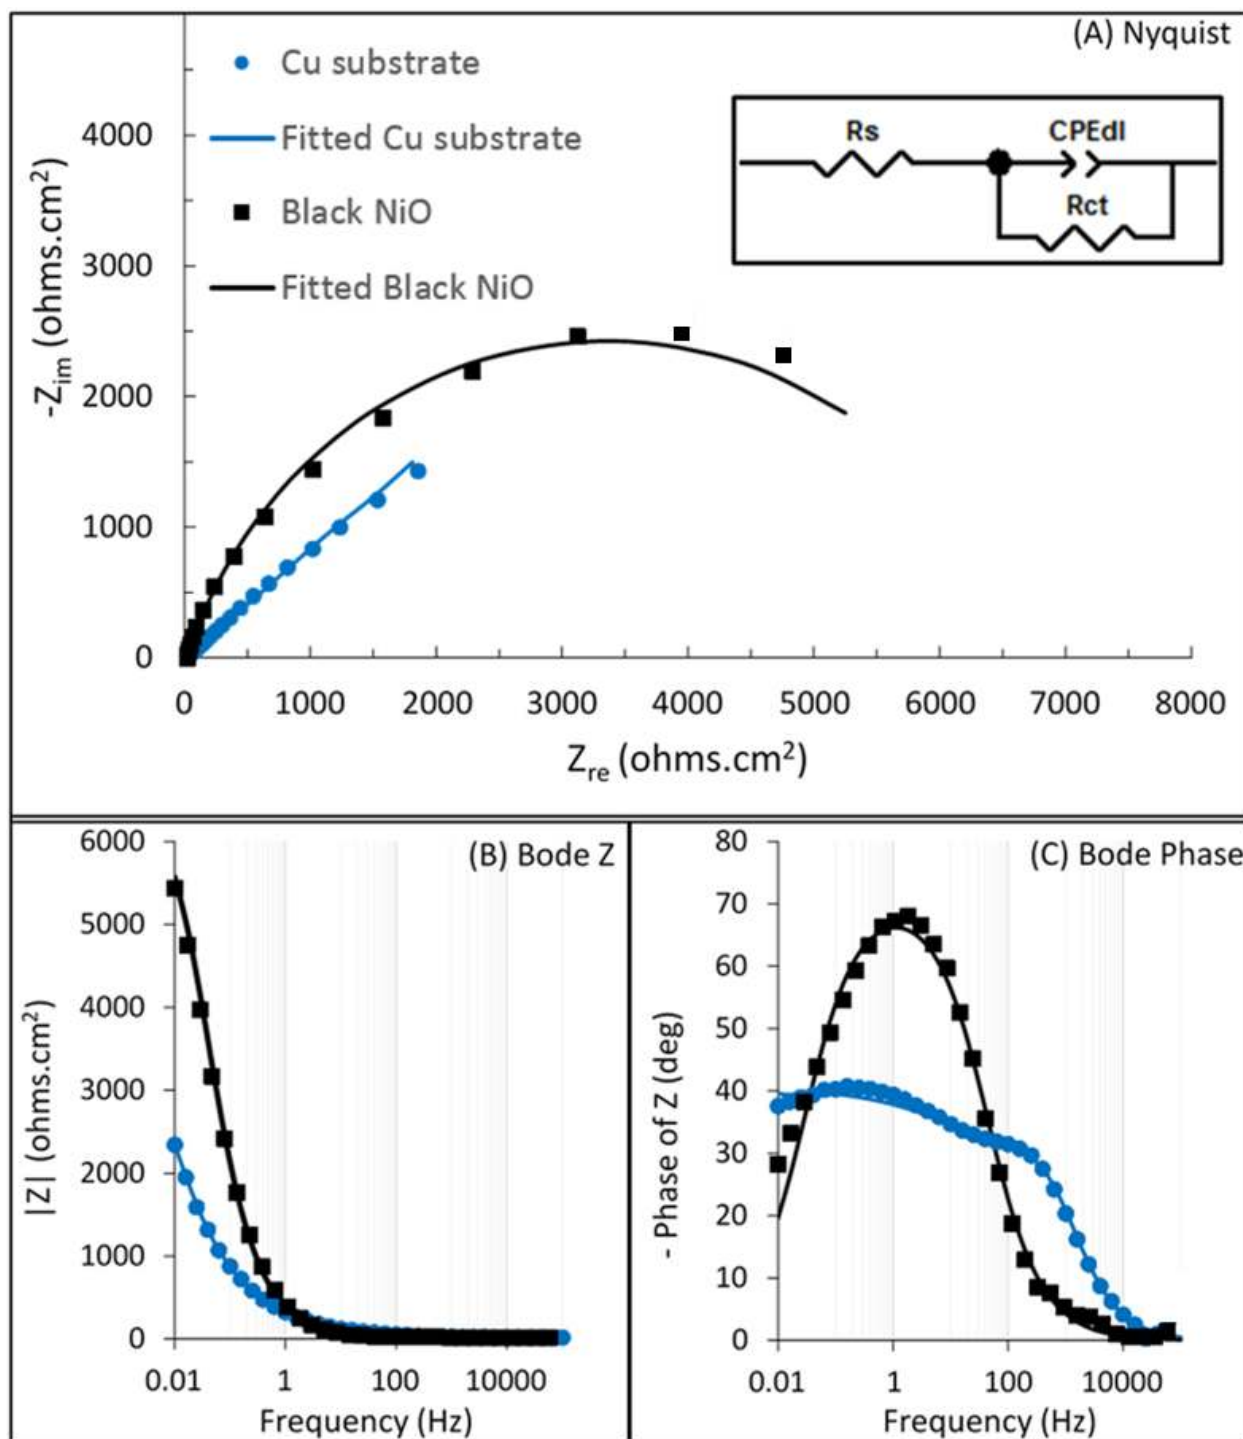 (A) Nyquist
Cu substrate
Fitted Cu substrate
Black NiO
Fitted Black NiO
Rs
CPEdl
Rct
-Z_im (ohms.cm²)
4000
3000
2000
1000
0
0 1000 2000 3000 4000 5000 6000 7000 8000
Z_re (ohms.cm²)
(B) Bode Z
|Z| (ohms.cm²)
6000
5000
4000
3000
2000
1000
0
0.01 1 100 10000
Frequency (Hz)
(C) Bode Phase
- Phase of Z (deg)
80
70
60
50
40
30
20
10
0
0.01 1 100 10000
Frequency (Hz)